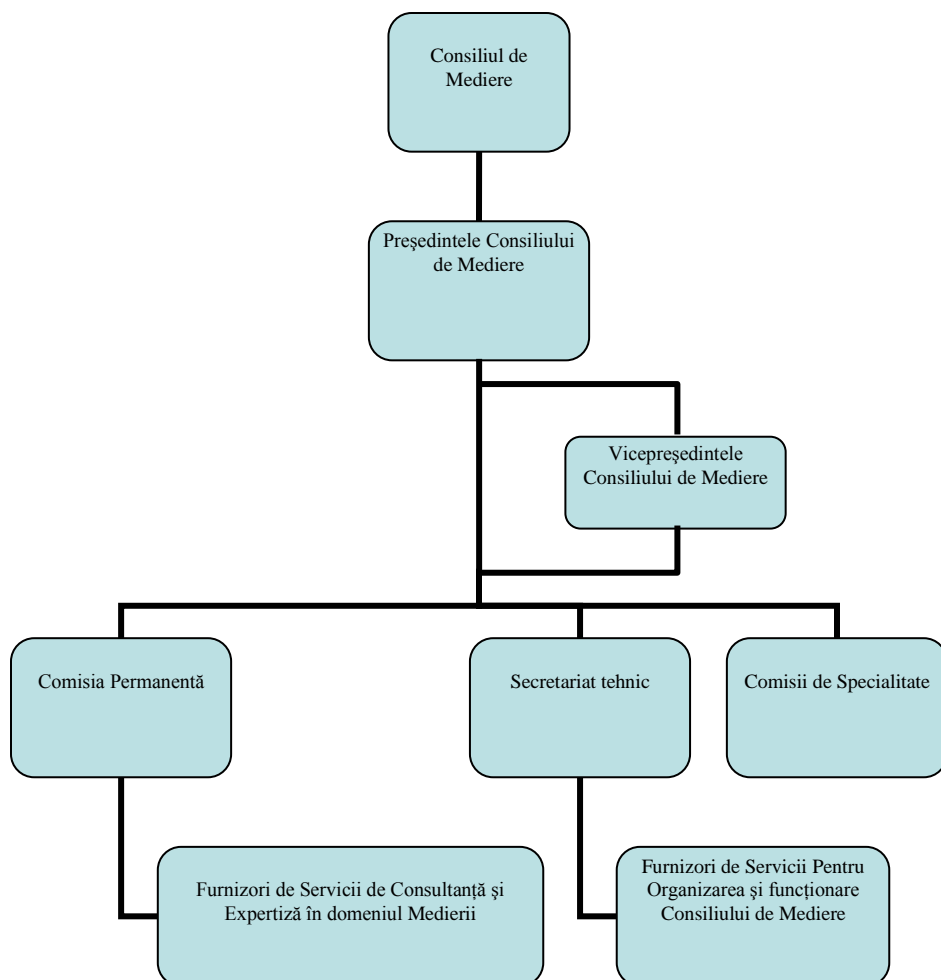 Consiliul de
Mediere
Preşedintele Consiliului
de Mediere
Vicepreşedintele
Consiliului de Mediere
Comisia Permanentă
Secretariat tehnic
Comisii de Specialitate
Furnizori de Servicii de Consultanţă şi
Expertiză în domeniul Medierii
Furnizori de Servicii Pentru
Organizarea şi funcţionare
Consiliului de Mediere